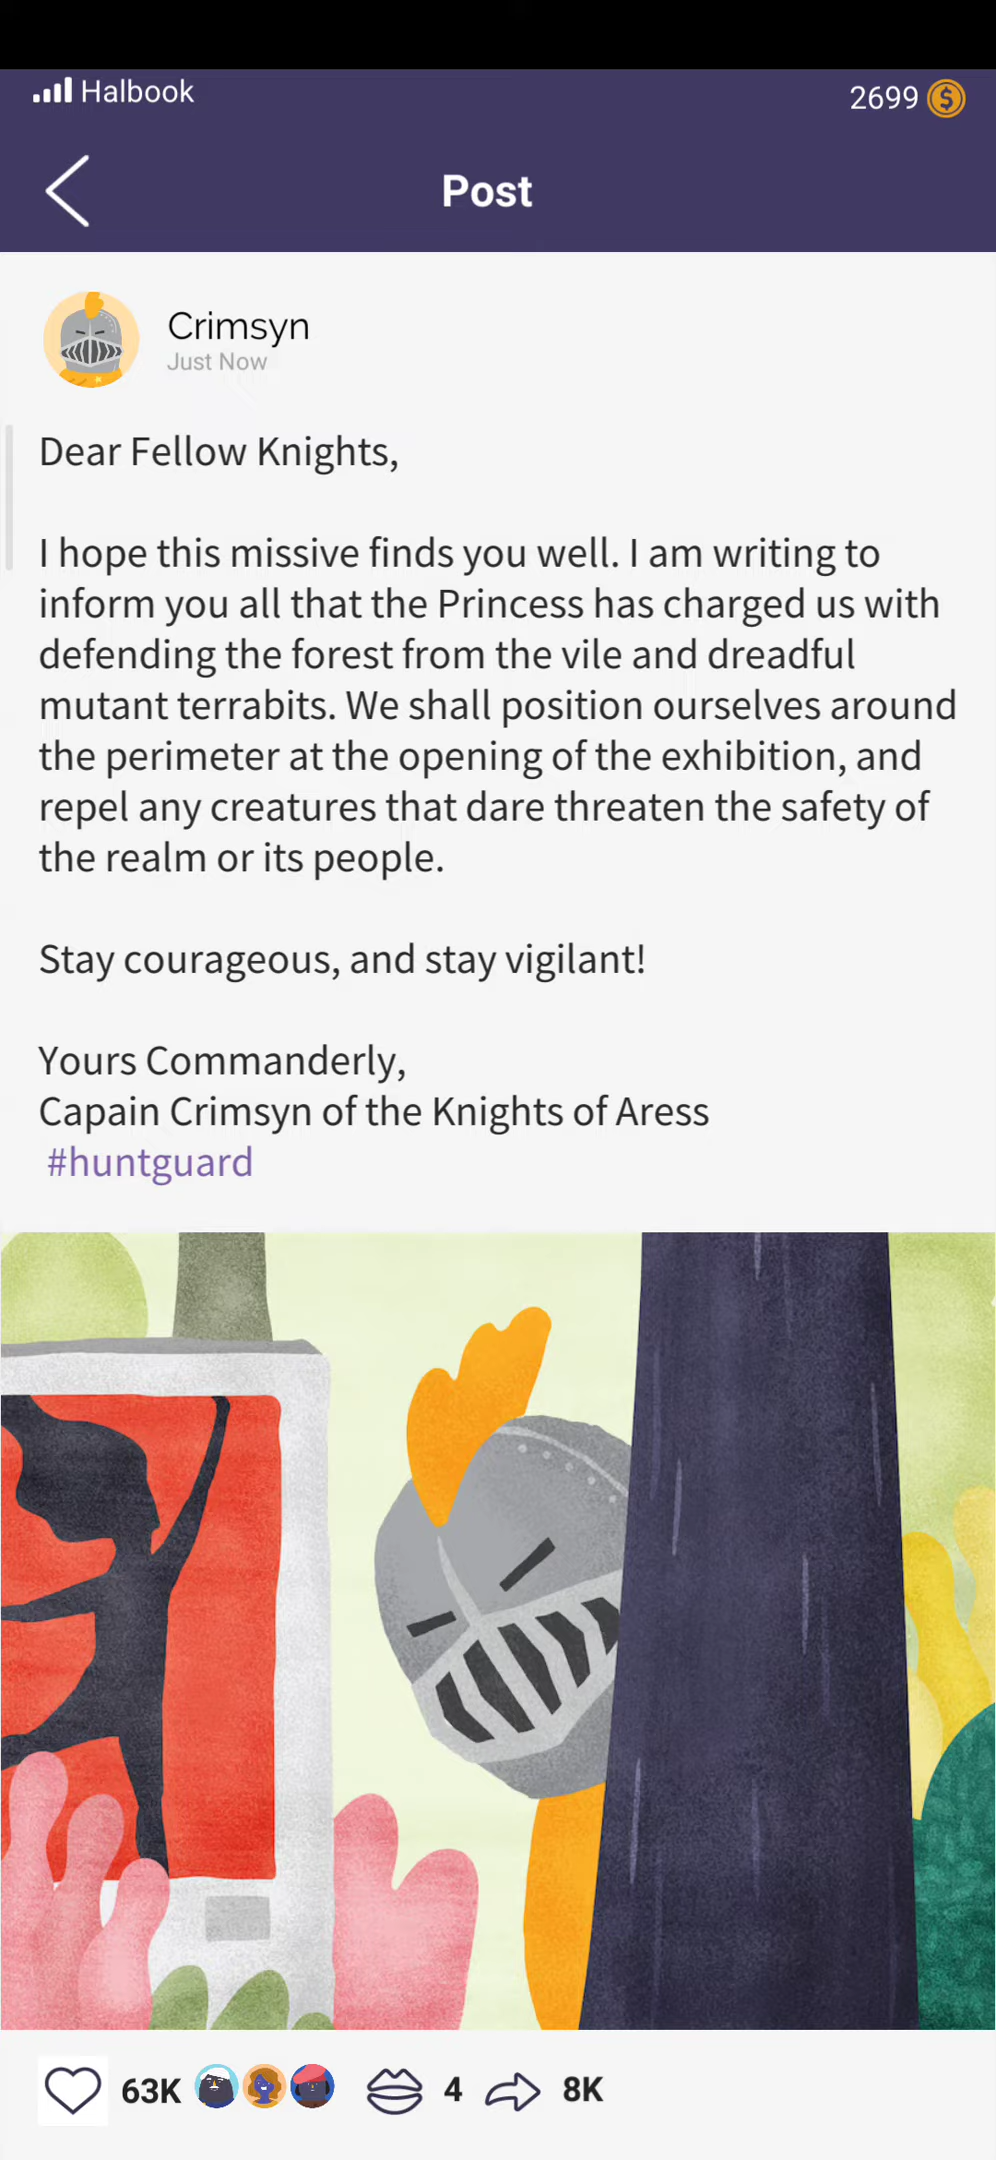 Halbook
2699
Post
Crimsyn
Just Now
Dear Fellow Knights,
I hope this missive finds you well. I am writing to
inform you all that the Princess has charged us with
defending the forest from the vile and dreadful
mutant terrabits. We shall position ourselves around
the perimeter at the opening of the exhibition, and
repel any creatures that dare threaten the safety of
the realm or its people.
Stay courageous, and stay vigilant!
Yours Commanderly,
Capain Crimsyn of the Knights of Aress
#huntguard
63K 4 8K